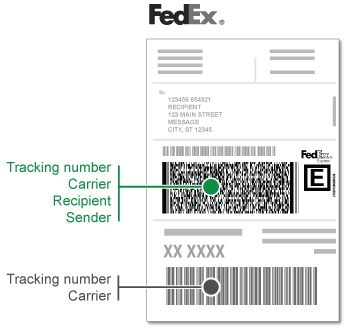 FedEx®
To:
123456 654321
RECIPIENT
123 MAIN STREET
MESSAGE
CITY, ST 12345
FedEx®
Express
E
Tracking number
Carrier
Recipient
Sender
XX XXXX
Tracking number
Carrier